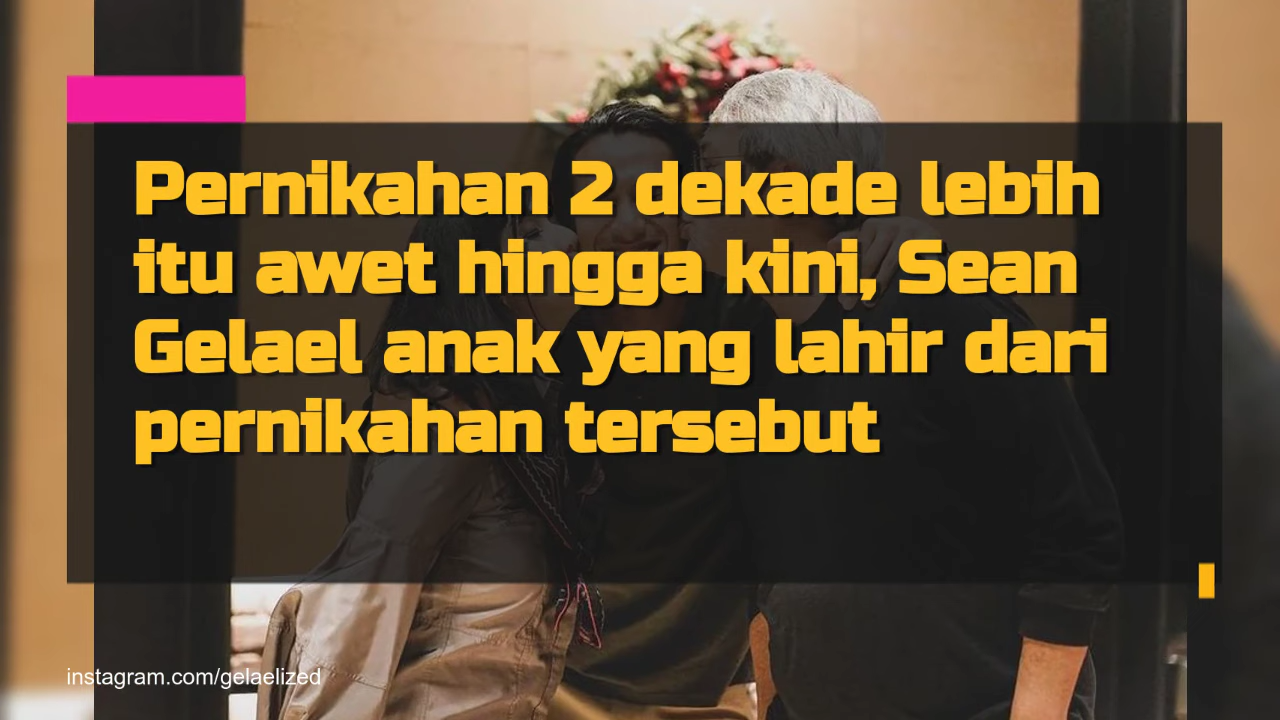 Pernikahan 2 dekade lebih
itu awet hingga kini, Sean
Gelael anak yang lahir dari
pernikahan tersebut
instagram.com/gelaelized